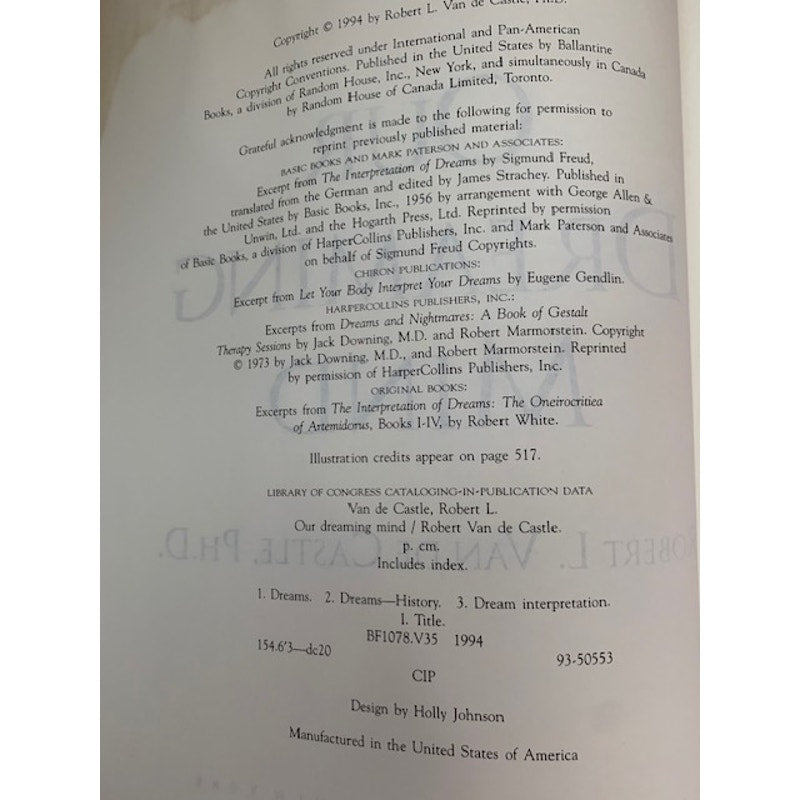 Copyright © 1994 by Robert L. Van de Castle, Ph.D.
All rights reserved under International and Pan-American
Copyright Conventions. Published in the United States by Ballantine
Books, a division of Random House, Inc., New York, and simultaneously in Canada
by Random House of Canada Limited, Toronto.
Grateful acknowledgment is made to the following for permission to
reprint previously published material:
BASIC BOOKS AND MARK PATERSON AND ASSOCIATES:
Excerpt from The Interpretation of Dreams by Sigmund Freud,
translated from the German and edited by James Strachey. Published in
the United States by Basic Books, Inc., 1956 by arrangement with George Allen &
Unwin, Ltd. and the Hogarth Press, Ltd. Reprinted by permission
of Basic Books, a division of HarperCollins Publishers, Inc. and Mark Paterson and Associates
on behalf of Sigmund Freud Copyrights.
CHIRON PUBLICATIONS:
Excerpt from Let Your Body Interpret Your Dreams by Eugene Gendlin.
HARPERCOLLINS PUBLISHERS, INC.:
Excerpts from Dreams and Nightmares: A Book of Gestalt
Therapy Sessions by Jack Downing, M.D. and Robert Marmorstein. Copyright
© 1973 by Jack Downing, M.D., and Robert Marmorstein. Reprinted
by permission of HarperCollins Publishers, Inc.
ORIGINAL BOOKS:
Excerpts from The Interpretation of Dreams: The Oneirocritica
of Artemidorus, Books I-IV, by Robert White.
Illustration credits appear on page 517.
LIBRARY OF CONGRESS CATALOGING-IN-PUBLICATION DATA
Van de Castle, Robert L.
Our dreaming mind / Robert Van de Castle.
p. cm.
Includes index.
1. Dreams. 2. Dreams—History. 3. Dream interpretation.
I. Title.
BF1078.V35 1994
154.6'3—dc20 93-50553
CIP
Design by Holly Johnson
Manufactured in the United States of America